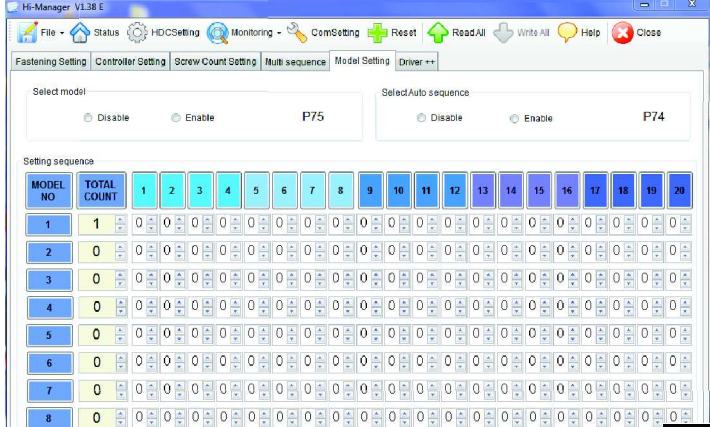 Hi-Manager V1.38 E
File Status HDCSetting Monitoring ComSetting Reset Read All Write All Help Close
Fastening Setting Controller Setting Screw Count Setting Multi sequence Model Setting Driver ++
Select model Select Auto sequence
Disable Enable P75 Disable Enable P74
Setting sequence
MODEL NO TOTAL COUNT 1 2 3 4 5 6 7 8 9 10 11 12 13 14 15 16 17 18 19 20
1 1 0 0 0 0 0 0 0 0 0 0 0 0 0 0 0 0 0 0 0 0
2 0 0 0 0 0 0 0 0 0 0 0 0 0 0 0 0 0 0 0 0 0
3 0 0 0 0 0 0 0 0 0 0 0 0 0 0 0 0 0 0 0 0 0
4 0 0 0 0 0 0 0 0 0 0 0 0 0 0 0 0 0 0 0 0 0
5 0 0 0 0 0 0 0 0 0 0 0 0 0 0 0 0 0 0 0 0 0
6 0 0 0 0 0 0 0 0 0 0 0 0 0 0 0 0 0 0 0 0 0
7 0 0 0 0 0 0 0 0 0 0 0 0 0 0 0 0 0 0 0 0 0
8 0 0 0 0 0 0 0 0 0 0 0 0 0 0 0 0 0 0 0 0 0